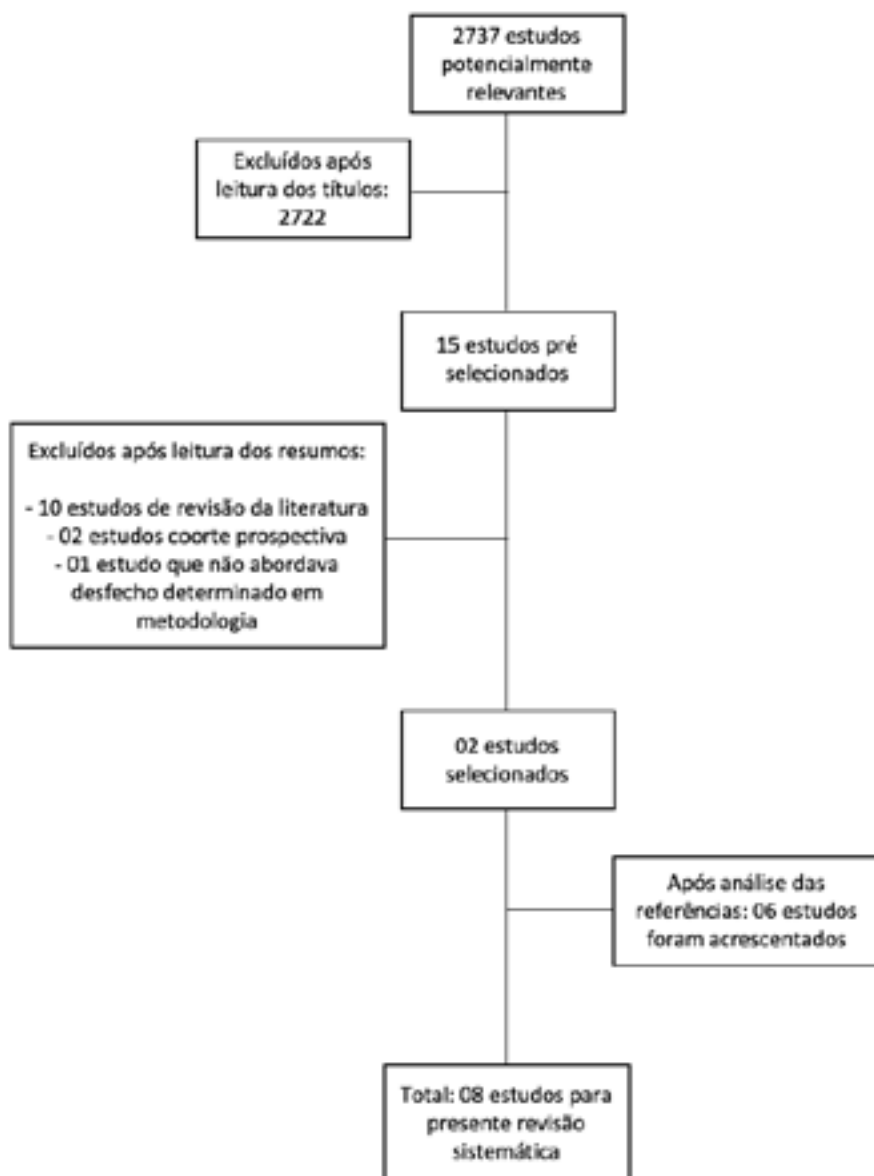 2737 estudos
potencialmente
relevantes
Excluídos após
leitura dos títulos:
2722
15 estudos pré
selecionados
Excluídos após leitura dos resumos:
- 10 estudos de revisão da literatura
- 02 estudos coorte prospectiva
- 01 estudo que não abordava
desfecho determinado em
metodologia
02 estudos
selecionados
Após análise das
referências: 06 estudos
foram acrescentados
Total: 08 estudos para
presente revisão
sistemática